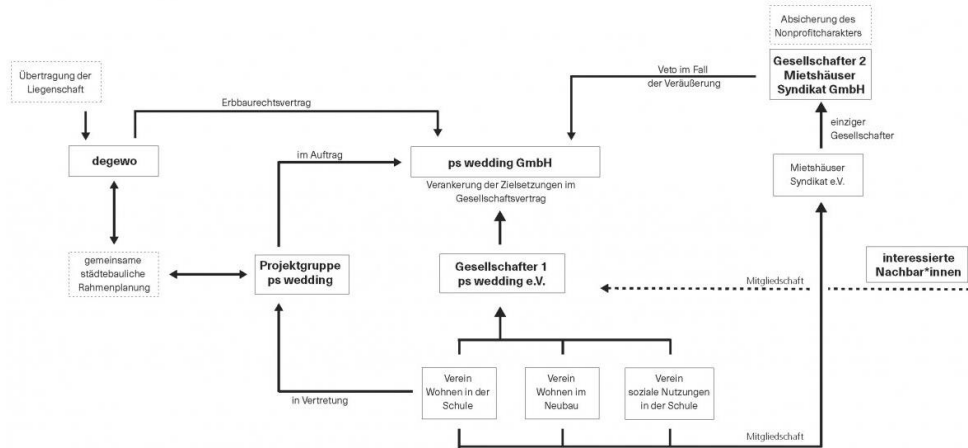 Absicherung des
Nonprofitcharakters
Gesellschafter 2
Mietshäuser
Syndikat GmbH
Übertragung der
Liegenschaft
Veto im Fall
der Veräußerung
Erbbaurechtsvertrag
einziger
Gesellschafter
degewo
im Auftrag
ps wedding GmbH
Verankerung der Zielsetzungen im
Gesellschaftsvertrag
Mietshäuser
Syndikat e.V.
gemeinsame
städtebauliche
Rahmenplanung
Projektgruppe
ps wedding
Gesellschafter 1
ps wedding e.V.
interessierte
Nachbar*innen
Mitgliedschaft
in Vertretung
Verein
Wohnen in der
Schule
Verein
Wohnen im
Neubau
Verein
soziale Nutzungen
in der Schule
Mitgliedschaft